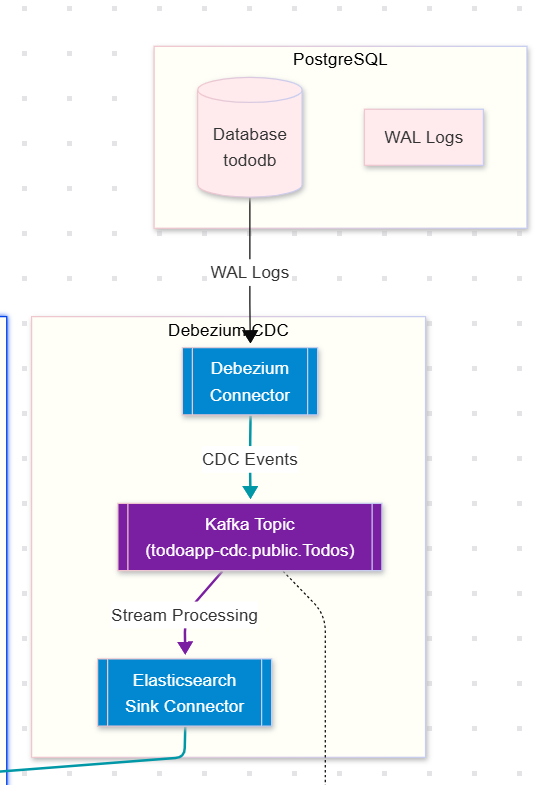 PostgreSQL
Database
tododb
WAL Logs
WAL Logs
Debezium CDC
Debezium
Connector
CDC Events
Kafka Topic
(todoapp-cdc.public.Todos)
Stream Processing
Elasticsearch
Sink Connector